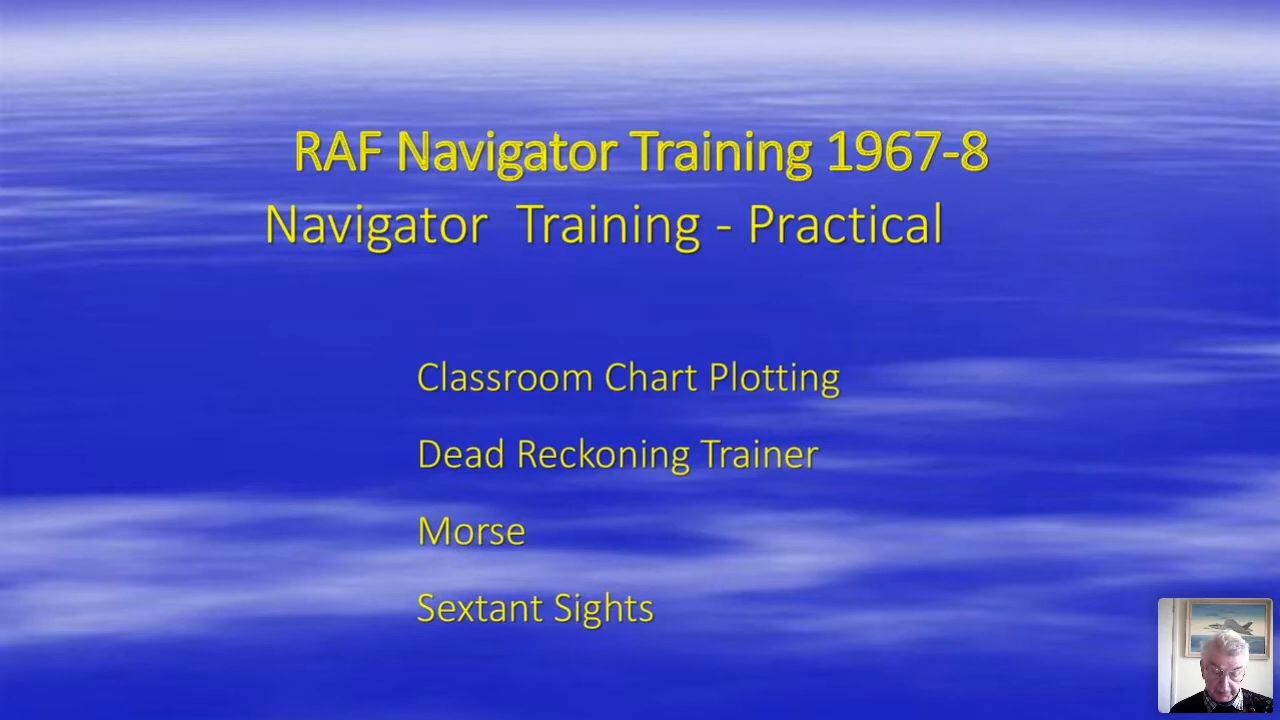 RAF Navigator Training 1967-8
Navigator Training - Practical
Classroom Chart Plotting
Dead Reckoning Trainer
Morse
Sextant Sights